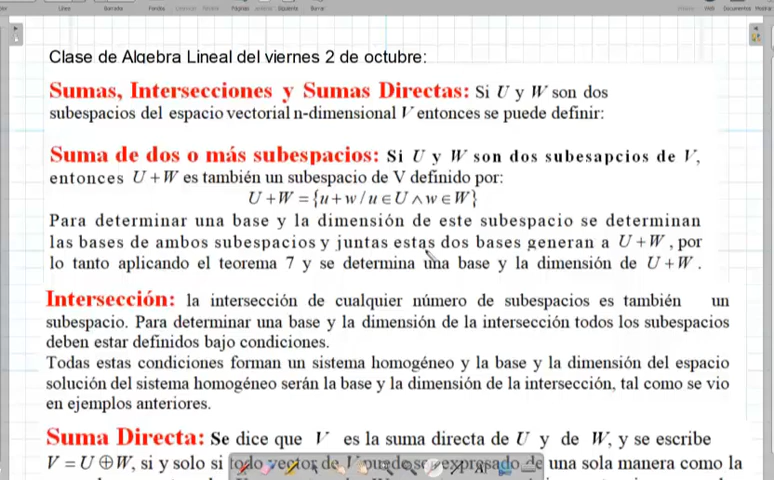 Clase de Algebra Lineal del viernes 2 de octubre:
Sumas, Intersecciones y Sumas Directas: Si U y W son dos
subespacios del espacio vectorial n-dimensional V entonces se puede definir:
Suma de dos o más subespacios: Si U y W son dos subesapcios de V,
entonces U+W es también un subespacio de V definido por:
U+W={u+w/u∈U∧w∈W}
Para determinar una base y la dimensión de este subespacio se determinan
las bases de ambos subespacios y juntas estas dos bases generan a U+W, por
lo tanto aplicando el teorema 7 y se determina una base y la dimensión de U+W.
Intersección: la intersección de cualquier número de subespacios es también un
subespacio. Para determinar una base y la dimensión de la intersección todos los subespacios
deben estar definidos bajo condiciones.
Todas estas condiciones forman un sistema homogéneo y la base y la dimensión del espacio
solución del sistema homogéneo serán la base y la dimensión de la intersección, tal como se vio
en ejemplos anteriores.
Suma Directa: Se dice que V es la suma directa de U y de W, y se escribe
V=U⊕W, si y solo si todo vector de V puede ser expresado de una sola manera como la